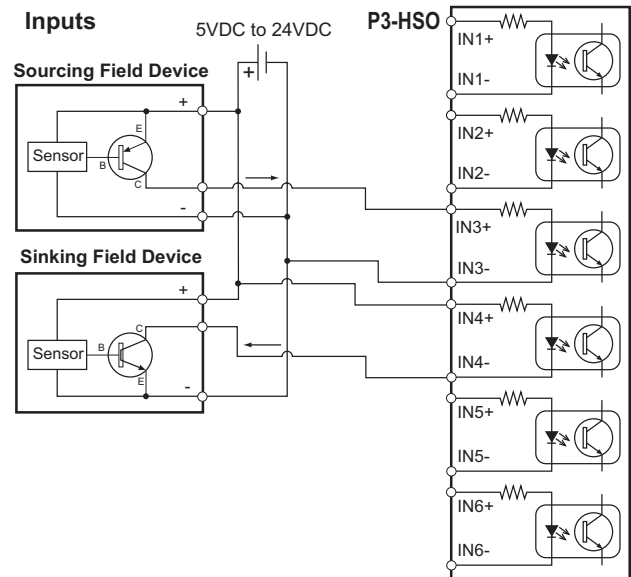 Inputs
5VDC to 24VDC
+
P3-HSO
Sourcing Field Device
+
E
Sensor
B
C
-
Sinking Field Device
+
C
Sensor
B
E
-
IN1+
IN1-
IN2+
IN2-
IN3+
IN3-
IN4+
IN4-
IN5+
IN5-
IN6+
IN6-